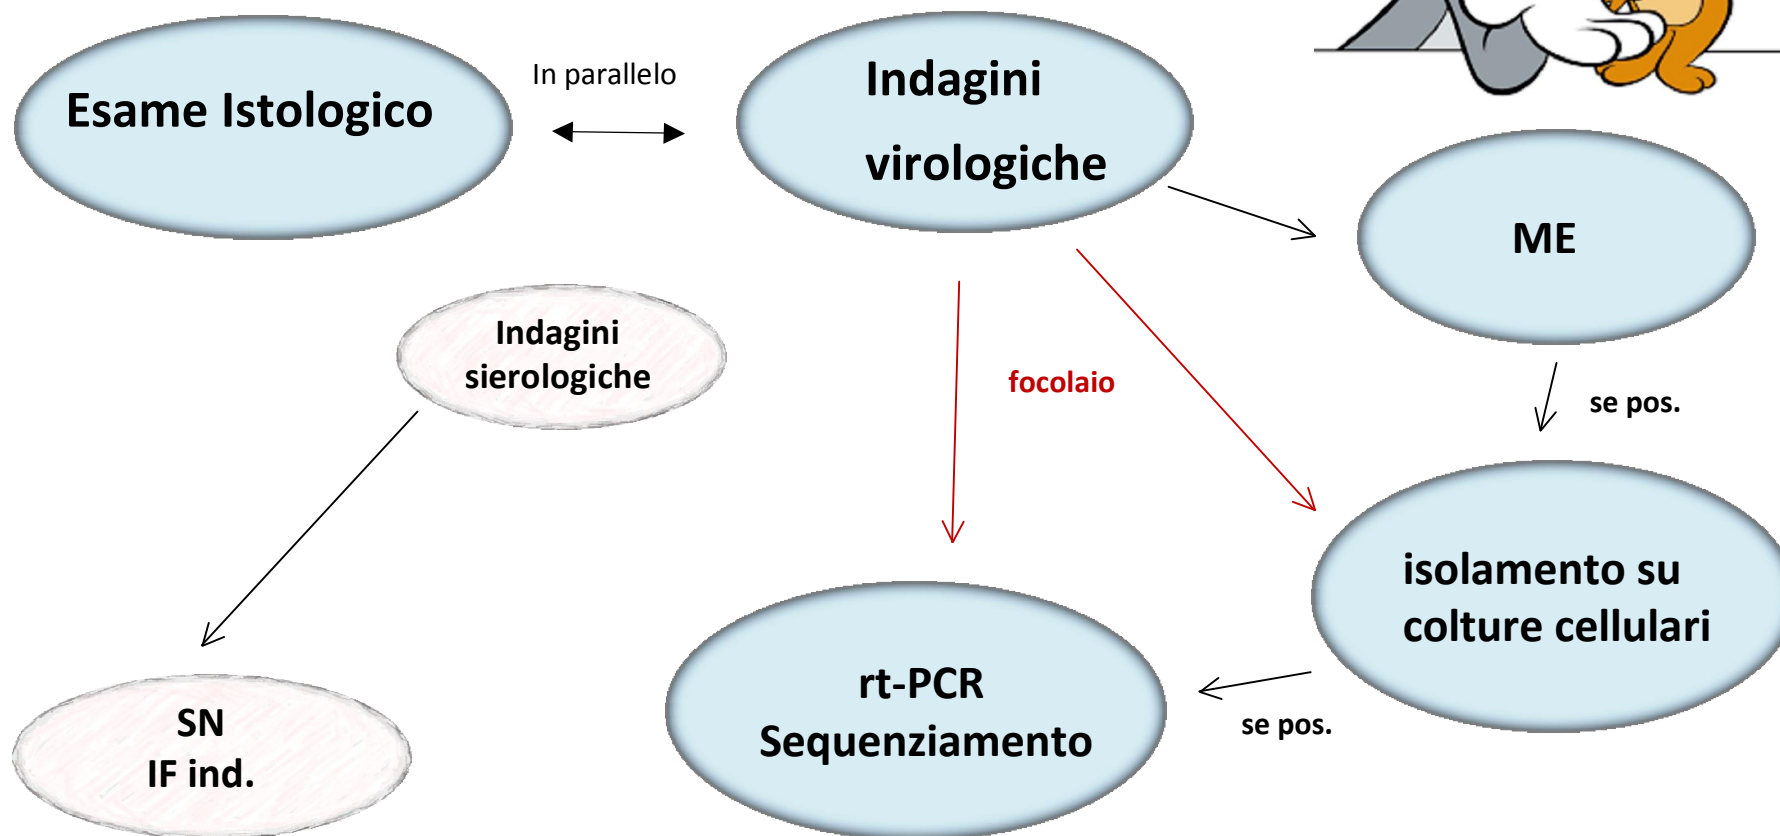 Esame Istologico
In parallelo
Indagini
virologiche
ME
Indagini
sierologiche
focolaio
se pos.
isolamento su
colture cellulari
rt-PCR
Sequenziamento
se pos.
SN
IF ind.